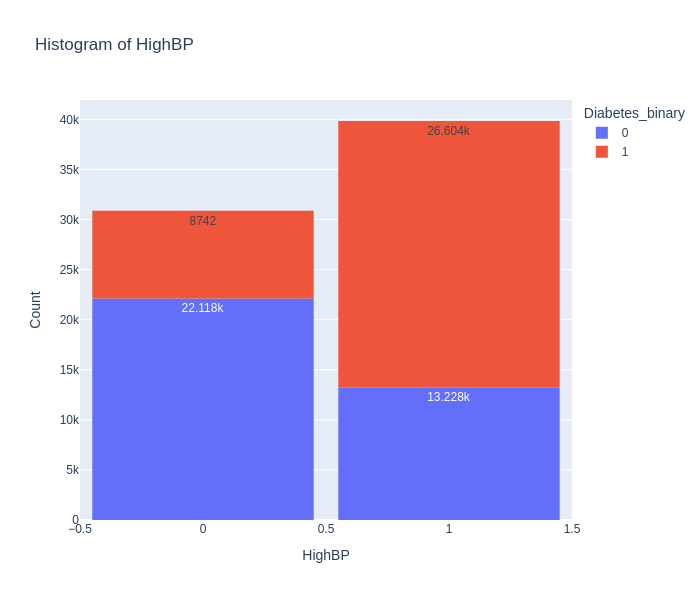 Histogram of HighBP
Diabetes_binary
0
1
40k
35k
30k
25k
20k
15k
10k
5k
0
26.604k
8742
22.118k
13.228k
−0.5
0
0.5
1
1.5
Count
HighBP